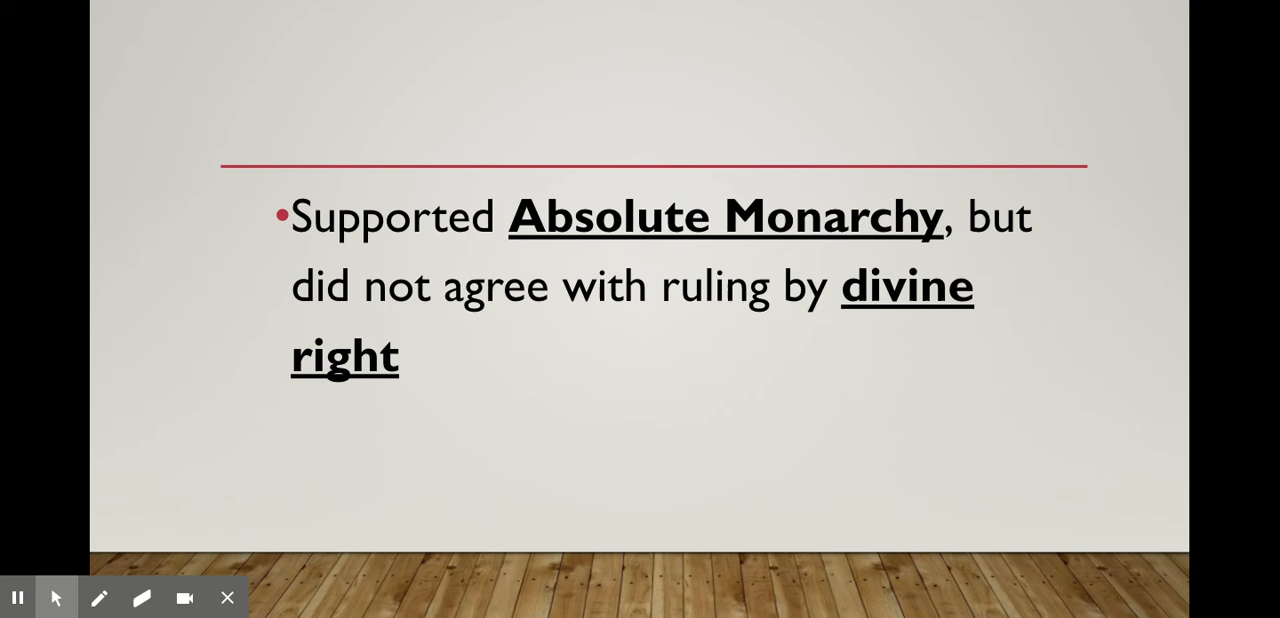 •Supported Absolute Monarchy, but
did not agree with ruling by divine
right